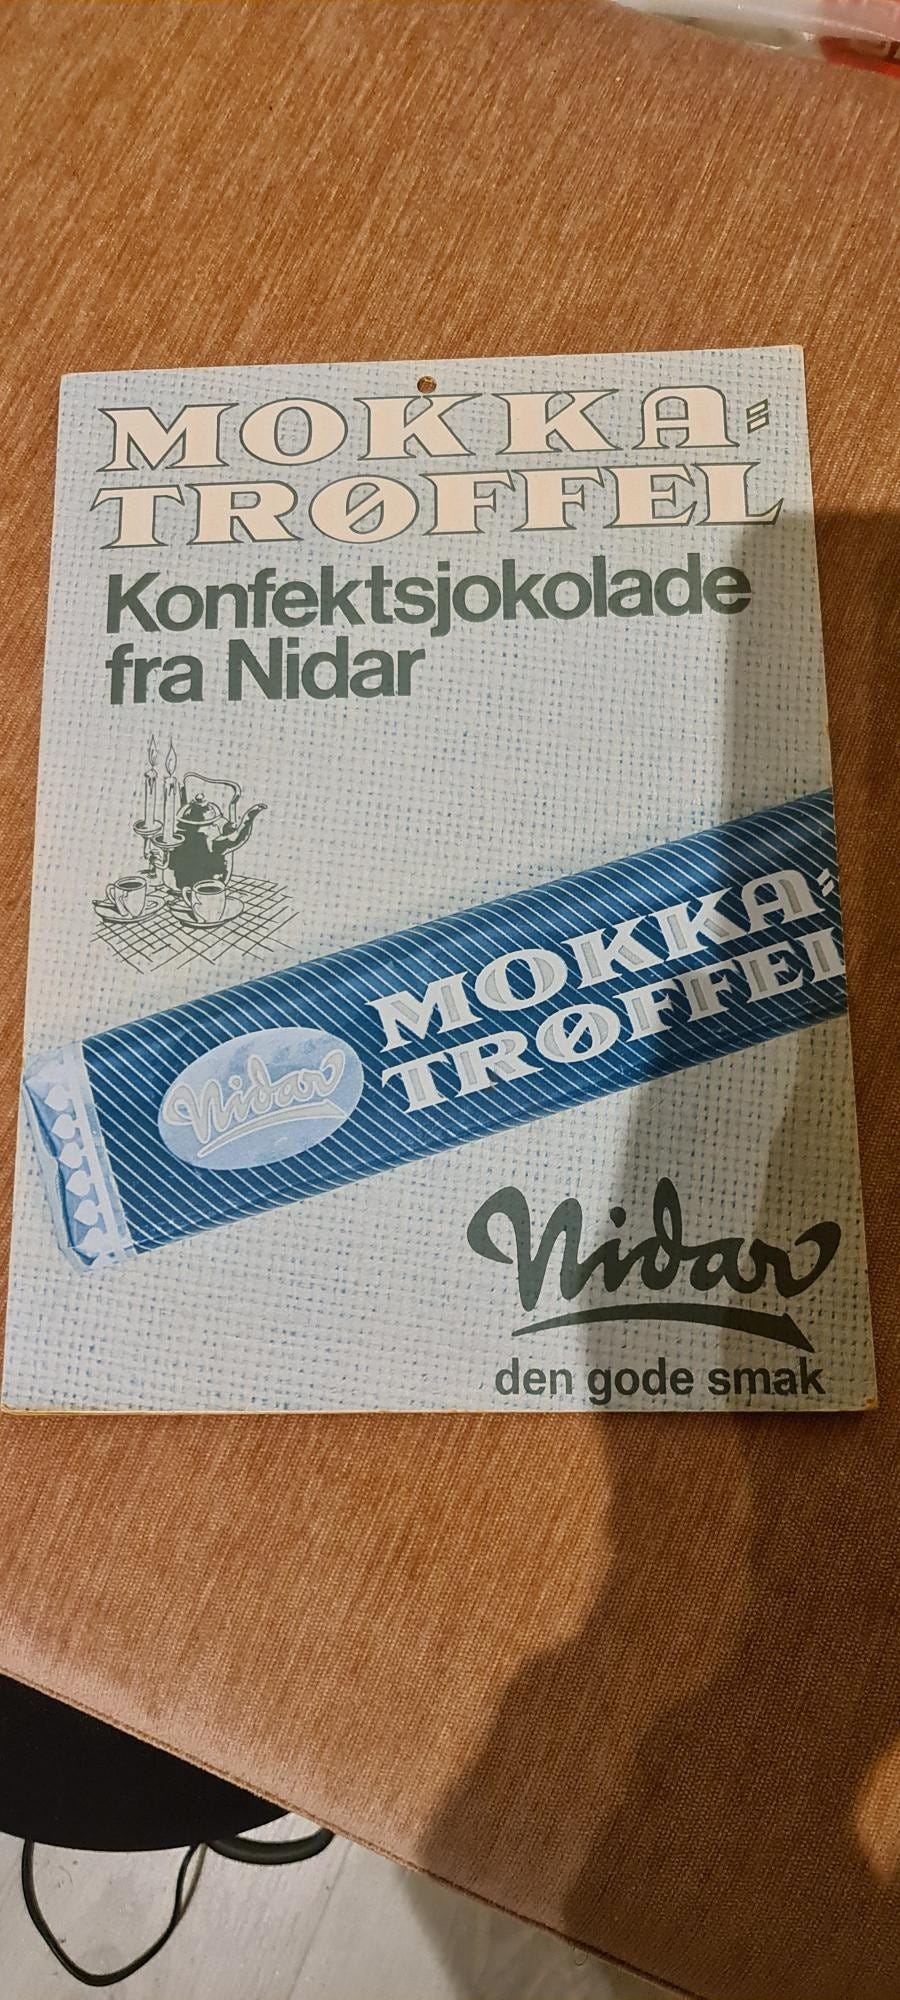 MOKKA=
TRØFFEL
Konfektsjokolade
fra Nidar
MOKKA=
TRØFFEL
Nidar
Nidar
den gode smak